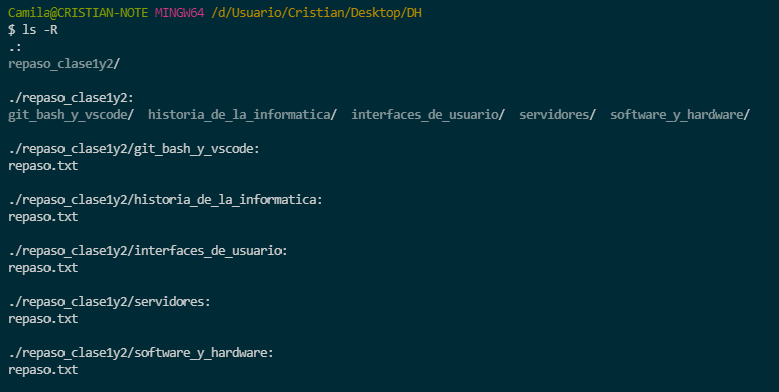 Camila@CRISTIAN-NOTE MINGW64 /d/Usuario/Cristian/Desktop/DH
$ ls -R
.:
repaso_clase1y2/

./repaso_clase1y2:
git_bash_y_vscode/  historia_de_la_informatica/  interfaces_de_usuario/  servidores/  software_y_hardware/

./repaso_clase1y2/git_bash_y_vscode:
repaso.txt

./repaso_clase1y2/historia_de_la_informatica:
repaso.txt

./repaso_clase1y2/interfaces_de_usuario:
repaso.txt

./repaso_clase1y2/servidores:
repaso.txt

./repaso_clase1y2/software_y_hardware:
repaso.txt